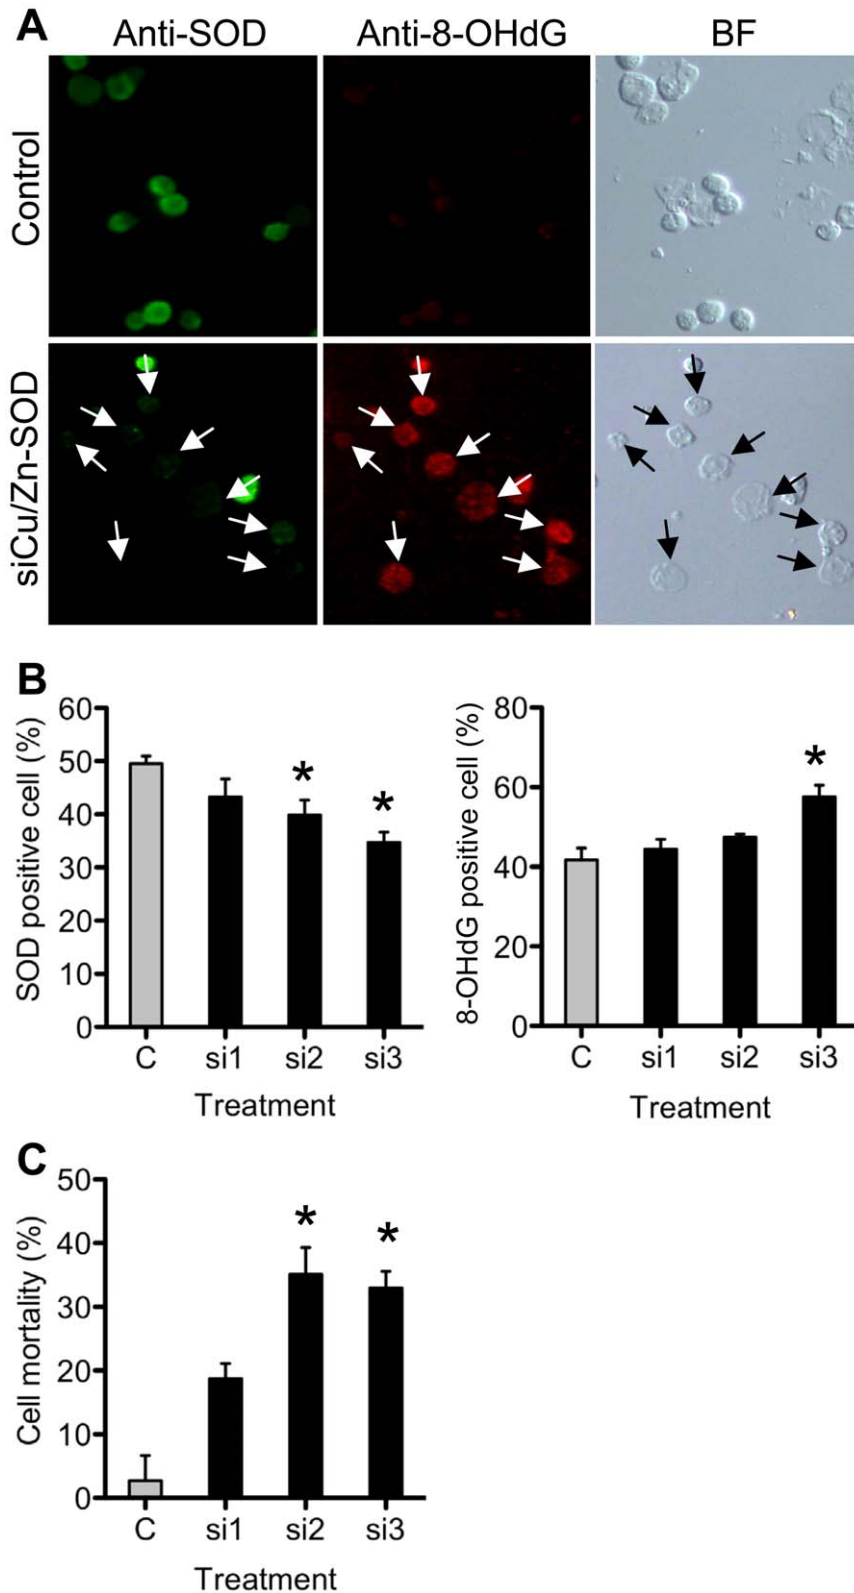 A
Anti-SOD Anti-8-OHdG BF
Control
siCu/Zn-SOD
B
SOD positive cell (%)
60
50
40
30
20
10
0
* *
C si1 si2 si3
Treatment
8-OHdG positive cell (%)
80
60
40
20
0
*
C si1 si2 si3
Treatment
C
Cell mortality (%)
50
40
30
20
10
0
* *
C si1 si2 si3
Treatment